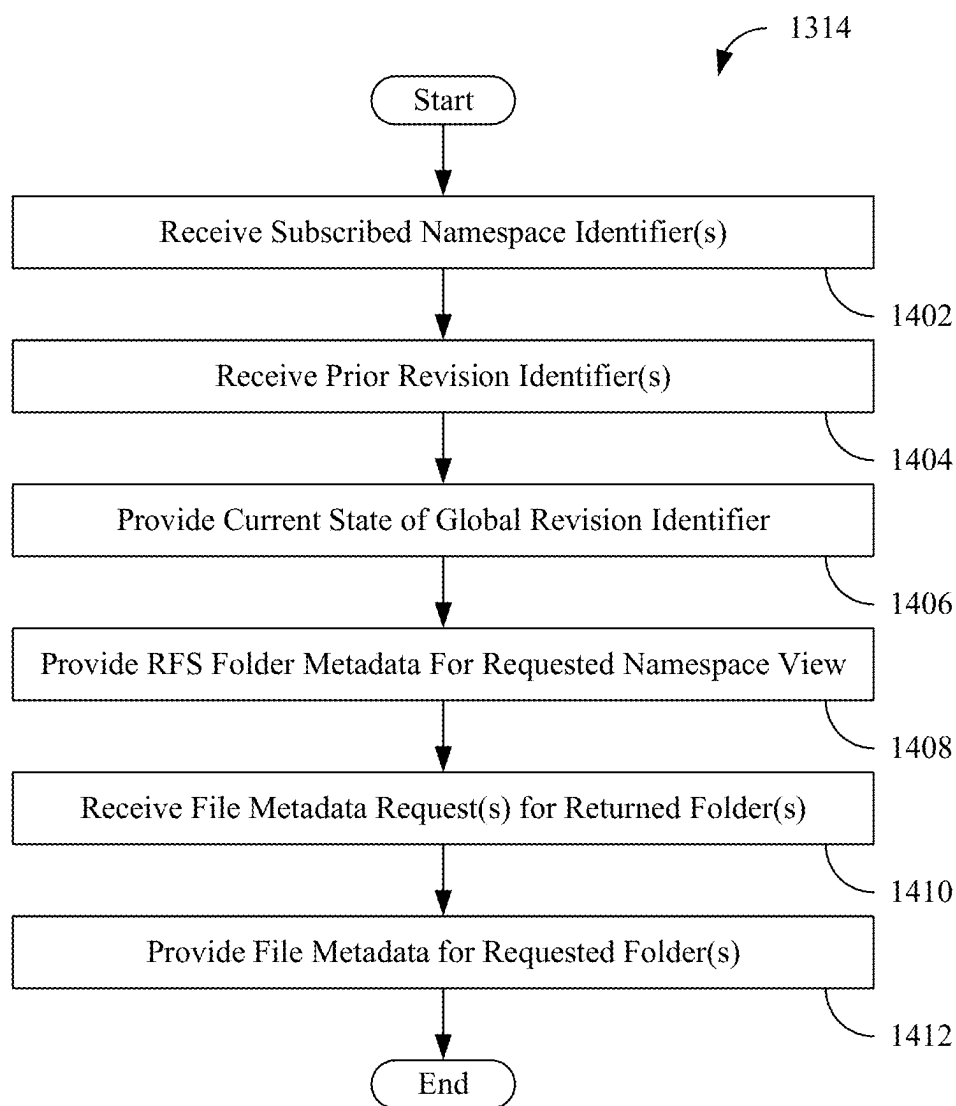 1314
Start
Receive Subscribed Namespace Identifier(s)
1402
Receive Prior Revision Identifier(s)
1404
Provide Current State of Global Revision Identifier
1406
Provide RFS Folder Metadata For Requested Namespace View
1408
Receive File Metadata Request(s) for Returned Folder(s)
1410
Provide File Metadata for Requested Folder(s)
1412
End